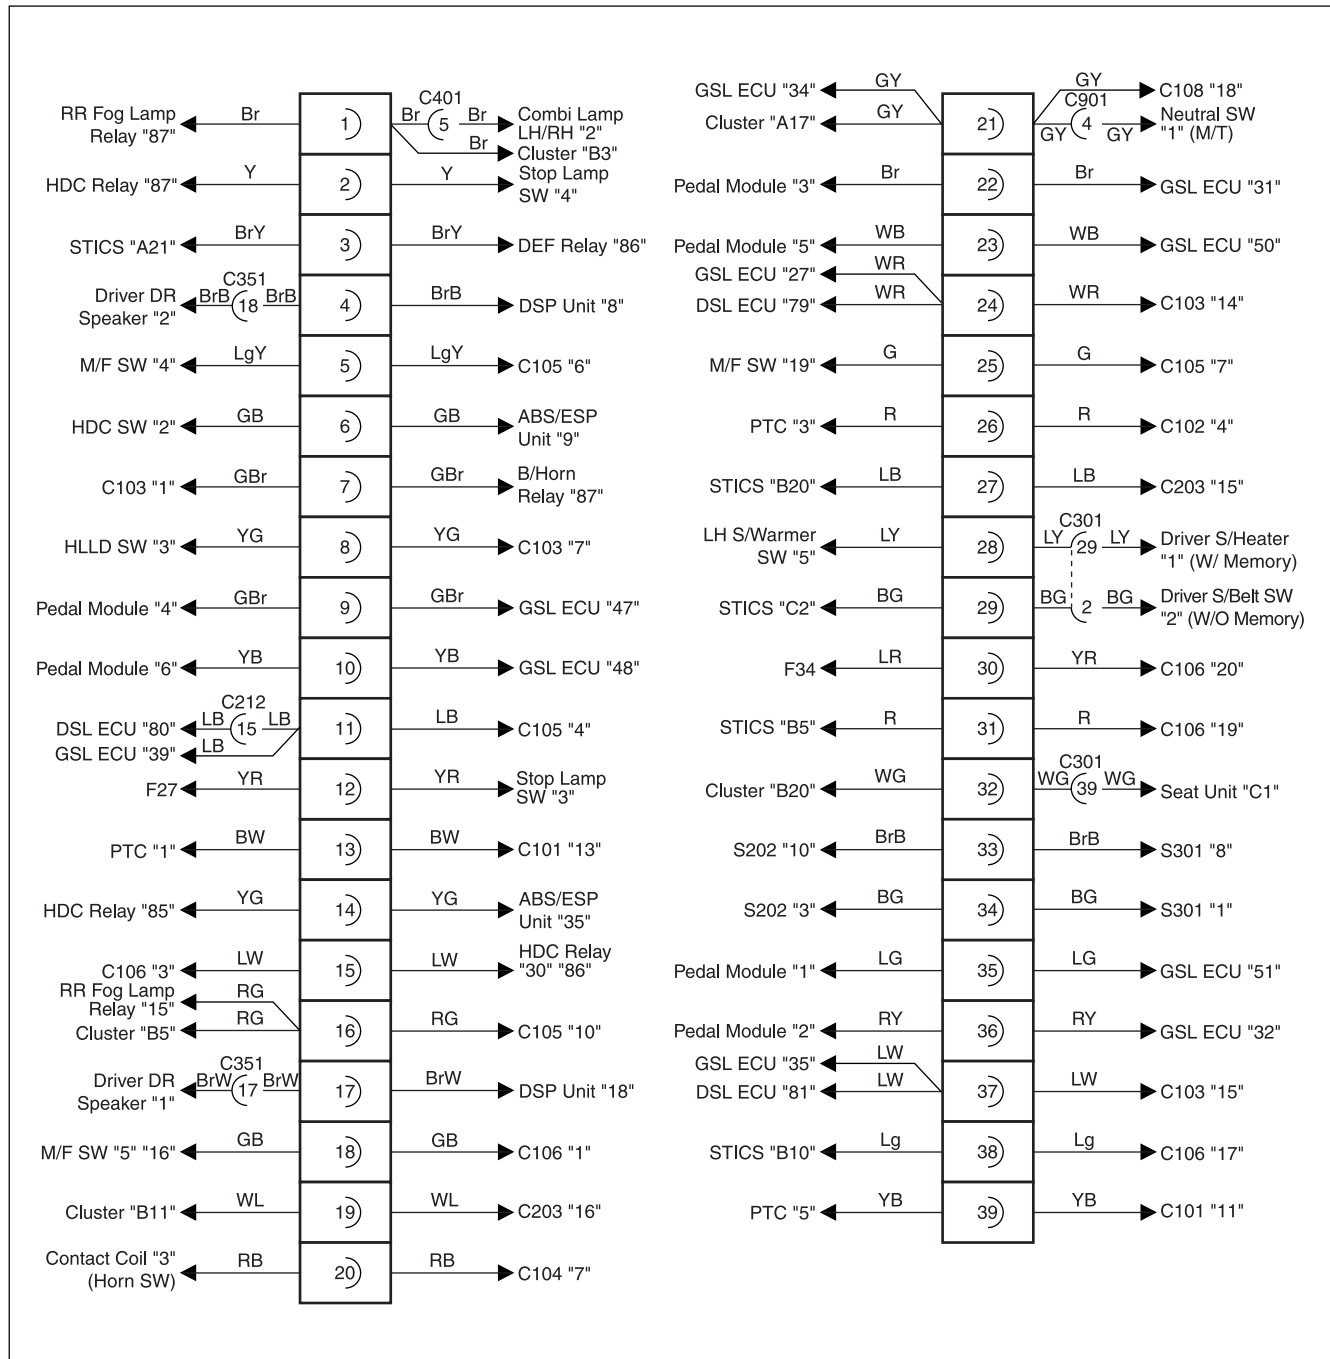 RR Fog Lamp
Relay "87"
Br
1
Br
C401
5
Br
Combi Lamp
LH/RH "2"
Br
Cluster "B3"
HDC Relay "87"
Y
2
Y
Stop Lamp
SW "4"
STICS "A21"
BrY
3
BrY
DEF Relay "86"
Driver DR
Speaker "2"
BrB
C351
18
BrB
4
BrB
DSP Unit "8"
M/F SW "4"
LgY
5
LgY
C105 "6"
HDC SW "2"
GB
6
GB
ABS/ESP
Unit "9"
C103 "1"
GBr
7
GBr
B/Horn
Relay "87"
HLLD SW "3"
YG
8
YG
C103 "7"
Pedal Module "4"
GBr
9
GBr
GSL ECU "47"
Pedal Module "6"
YB
10
YB
GSL ECU "48"
DSL ECU "80"
LB
C212
15
LB
GSL ECU "39"
LB
11
LB
C105 "4"
F27
YR
12
YR
Stop Lamp
SW "3"
PTC "1"
BW
13
BW
C101 "13"
HDC Relay "85"
YG
14
YG
ABS/ESP
Unit "35"
C106 "3"
LW
15
LW
HDC Relay
"30" "86"
RR Fog Lamp
Relay "15"
RG
Cluster "B5"
RG
16
RG
C105 "10"
Driver DR
Speaker "1"
BrW
C351
17
BrW
17
BrW
DSP Unit "18"
M/F SW "5" "16"
GB
18
GB
C106 "1"
Cluster "B11"
WL
19
WL
C203 "16"
Contact Coil "3"
(Horn SW)
RB
20
RB
C104 "7"
GSL ECU "34"
GY
Cluster "A17"
GY
21
GY
C108 "18"
C901
GY
4
GY
Neutral SW
"1" (M/T)
Pedal Module "3"
Br
22
Br
GSL ECU "31"
Pedal Module "5"
WB
23
WB
GSL ECU "50"
GSL ECU "27"
WR
DSL ECU "79"
WR
24
WR
C103 "14"
M/F SW "19"
G
25
G
C105 "7"
PTC "3"
R
26
R
C102 "4"
STICS "B20"
LB
27
LB
C203 "15"
LH S/Warmer
SW "5"
LY
28
LY
C301
29
LY
Driver S/Heater
"1" (W/ Memory)
STICS "C2"
BG
29
BG
2
BG
Driver S/Belt SW
"2" (W/O Memory)
F34
LR
30
YR
C106 "20"
STICS "B5"
R
31
R
C106 "19"
Cluster "B20"
WG
32
WG
C301
39
WG
Seat Unit "C1"
S202 "10"
BrB
33
BrB
S301 "8"
S202 "3"
BG
34
BG
S301 "1"
Pedal Module "1"
LG
35
LG
GSL ECU "51"
Pedal Module "2"
RY
36
RY
GSL ECU "32"
GSL ECU "35"
LW
DSL ECU "81"
LW
37
LW
C103 "15"
STICS "B10"
Lg
38
Lg
C106 "17"
PTC "5"
YB
39
YB
C101 "11"